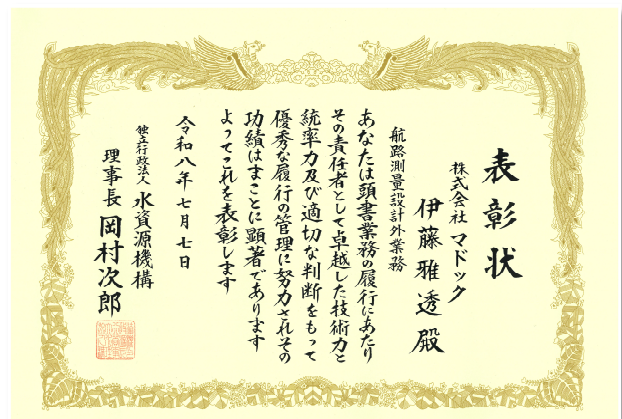 表彰状
株式会社 マドック
伊藤雅透殿
航路測量設計外業務
あなたは頭書業務の履行にあたり
その責任者として卓越した技術力と
統率力及び適切な判断をもって
優秀な履行の管理に努力されその
功績はまことに顕著であります
よってこれを表彰します
令和八年七月七日
独立行政法人 水資源機構
理事長 岡村次郎